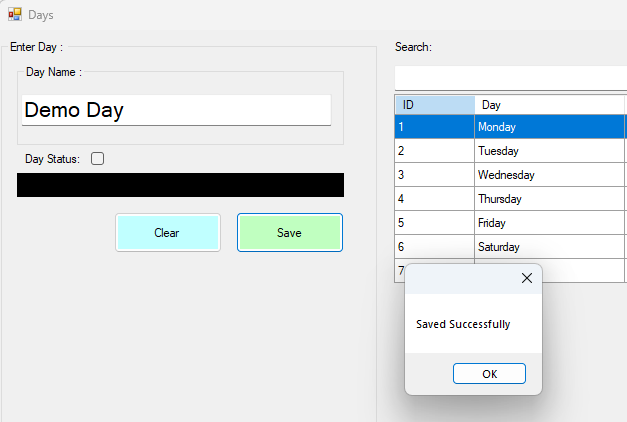 Days
Enter Day :
Day Name :
Demo Day
Day Status:
Clear
Save
Search:
ID Day
1 Monday
2 Tuesday
3 Wednesday
4 Thursday
5 Friday
6 Saturday
7
Saved Successfully
OK